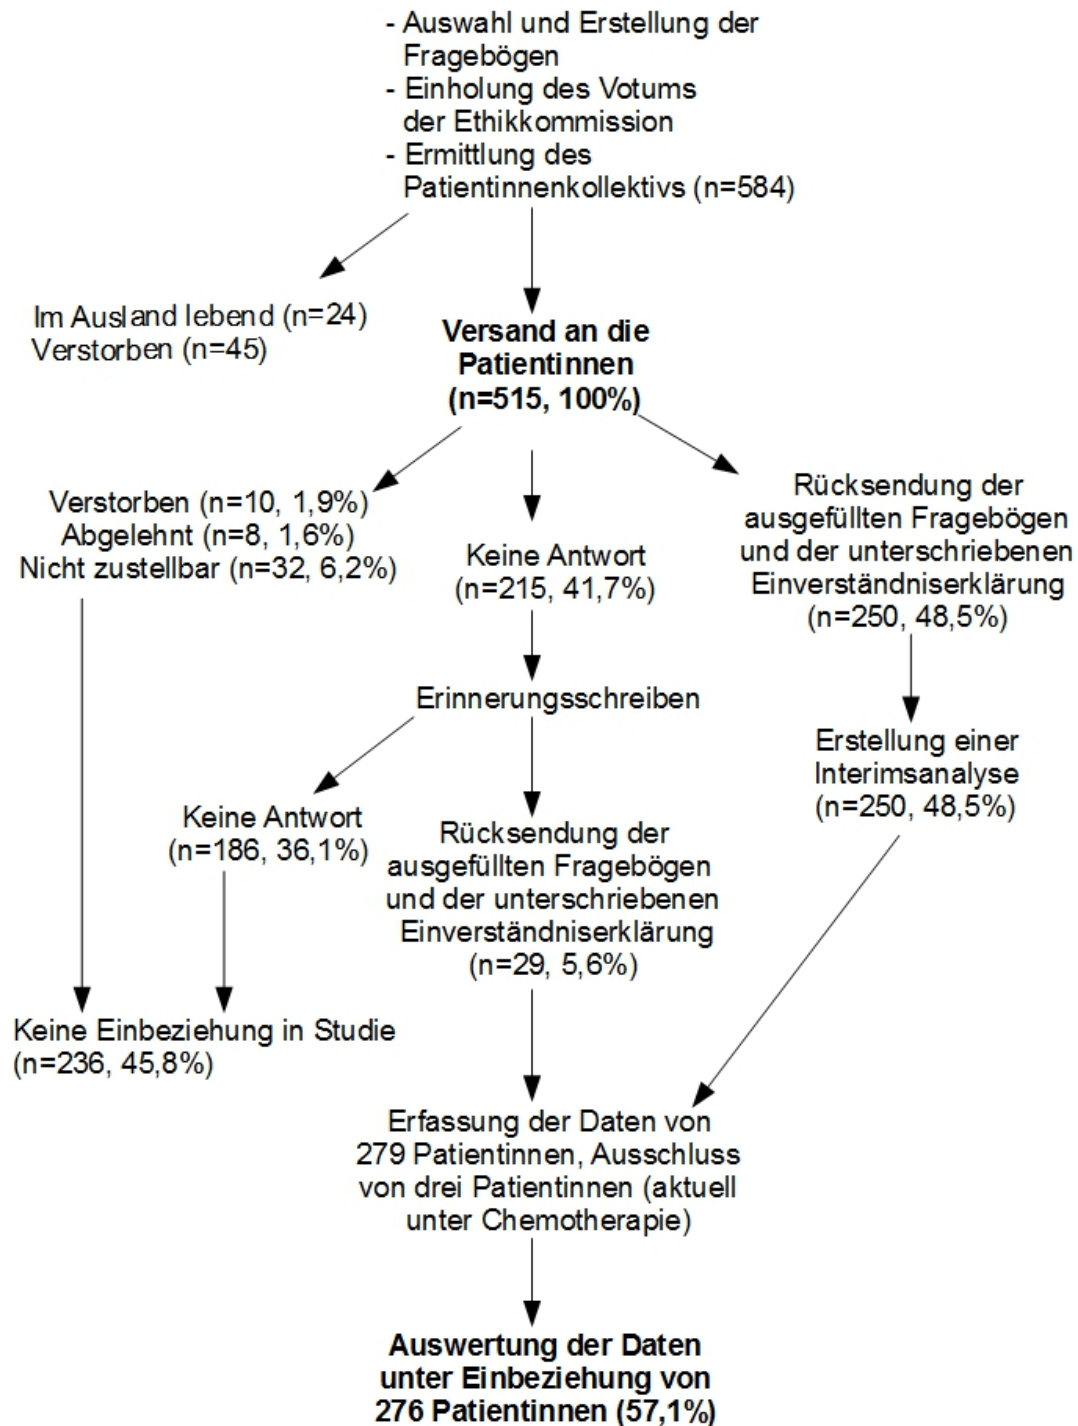 - Auswahl und Erstellung der
Fragebögen
- Einholung des Votums
der Ethikkommission
- Ermittlung des
Patientinnenkollektivs (n=584)
Im Ausland lebend (n=24)
Verstorben (n=45)
Versand an die
Patientinnen
(n=515, 100%)
Verstorben (n=10, 1,9%)
Abgelehnt (n=8, 1,6%)
Nicht zustellbar (n=32, 6,2%)
Keine Antwort
(n=215, 41,7%)
Rücksendung der
ausgefüllten Fragebögen
und der unterschriebenen
Einverständniserklärung
(n=250, 48,5%)
Erinnerungsschreiben
Erstellung einer
Interimsanalyse
(n=250, 48,5%)
Keine Antwort
(n=186, 36,1%)
Rücksendung der
ausgefüllten Fragebögen
und der unterschriebenen
Einverständniserklärung
(n=29, 5,6%)
Keine Einbeziehung in Studie
(n=236, 45,8%)
Erfassung der Daten von
279 Patientinnen, Ausschluss
von drei Patientinnen (aktuell
unter Chemotherapie)
Auswertung der Daten
unter Einbeziehung von
276 Patientinnen (57,1%)